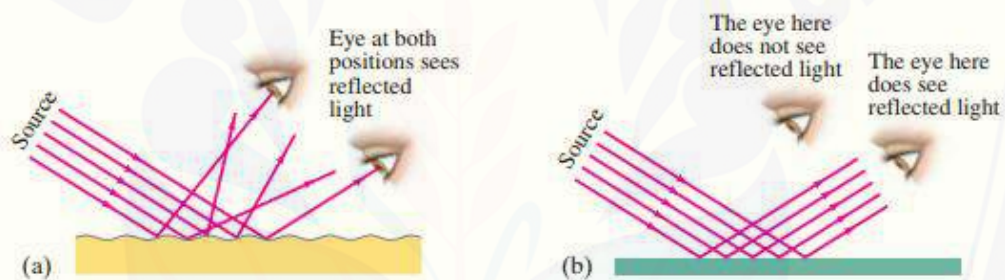 Source
Eye at both
positions sees
reflected
light
(a)
Source
The eye here
does not see
reflected light
The eye here
does see
reflected light
(b)